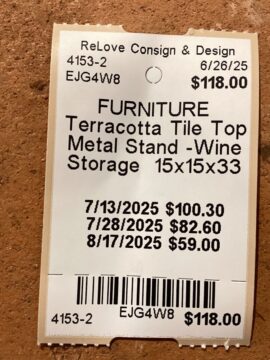 ReLove Consign & Design
4153-2 6/26/25
EJG4W8 $118.00
FURNITURE
Terracotta Tile Top
Metal Stand -Wine
Storage 15x15x33
7/13/2025 $100.30
7/28/2025 $82.60
8/17/2025 $59.00
4153-2 EJG4W8 $118.00